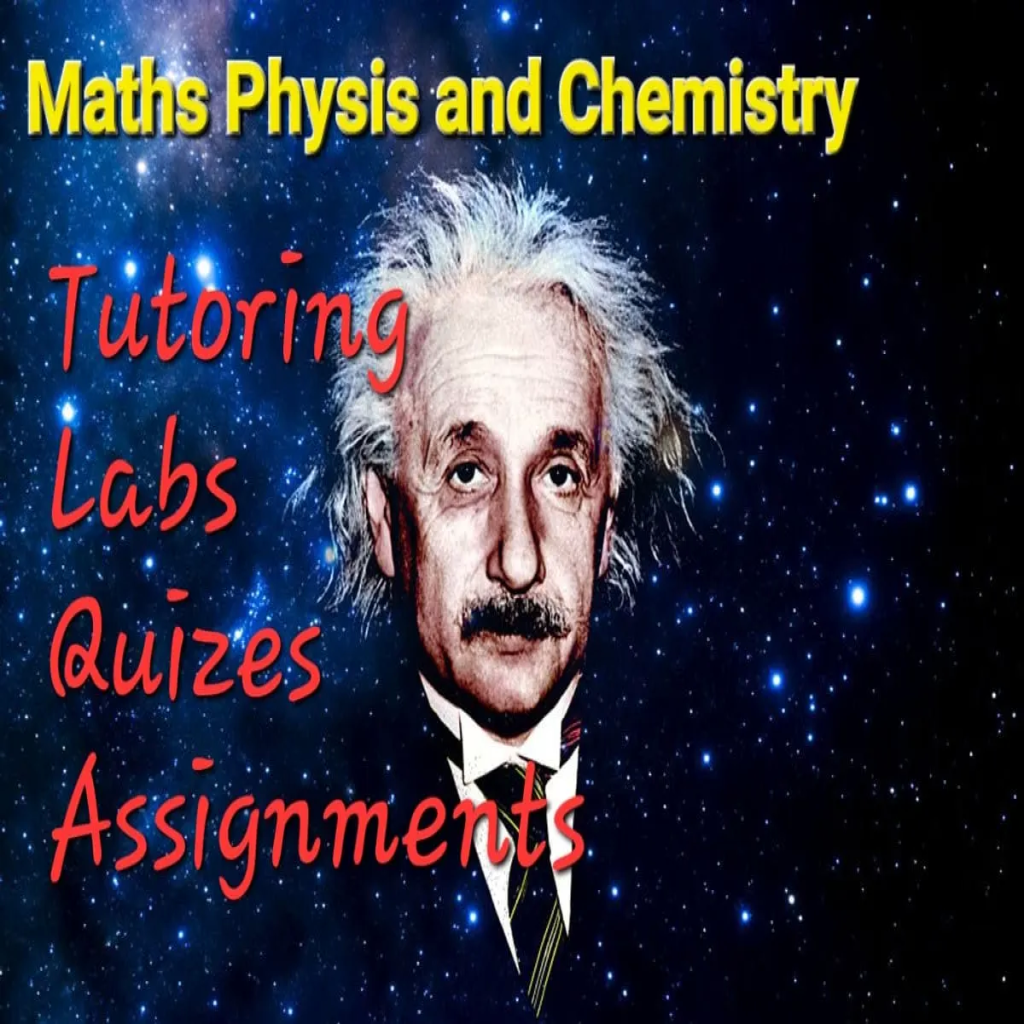 Maths Physis and Chemistry
Tutoring
Labs
Quizes
Assignments